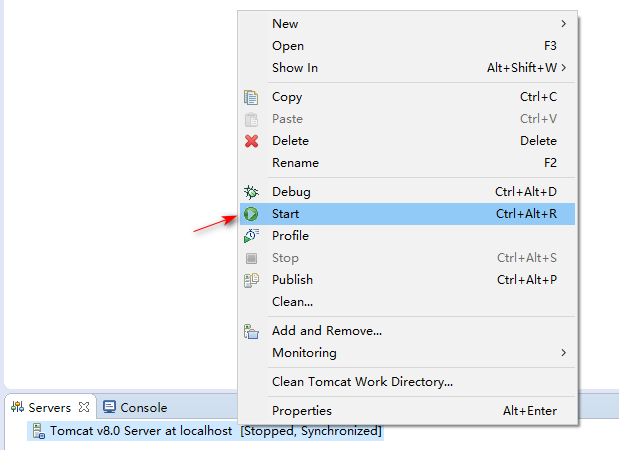 New
Open F3
Show In Alt+Shift+W
Copy Ctrl+C
Paste Ctrl+V
Delete Delete
Rename F2
Debug Ctrl+Alt+D
Start Ctrl+Alt+R
Profile
Stop Ctrl+Alt+S
Publish Ctrl+Alt+P
Clean...
Add and Remove...
Monitoring
Clean Tomcat Work Directory...
Properties Alt+Enter
Servers Console
Tomcat v8.0 Server at localhost [Stopped, Synchronized]